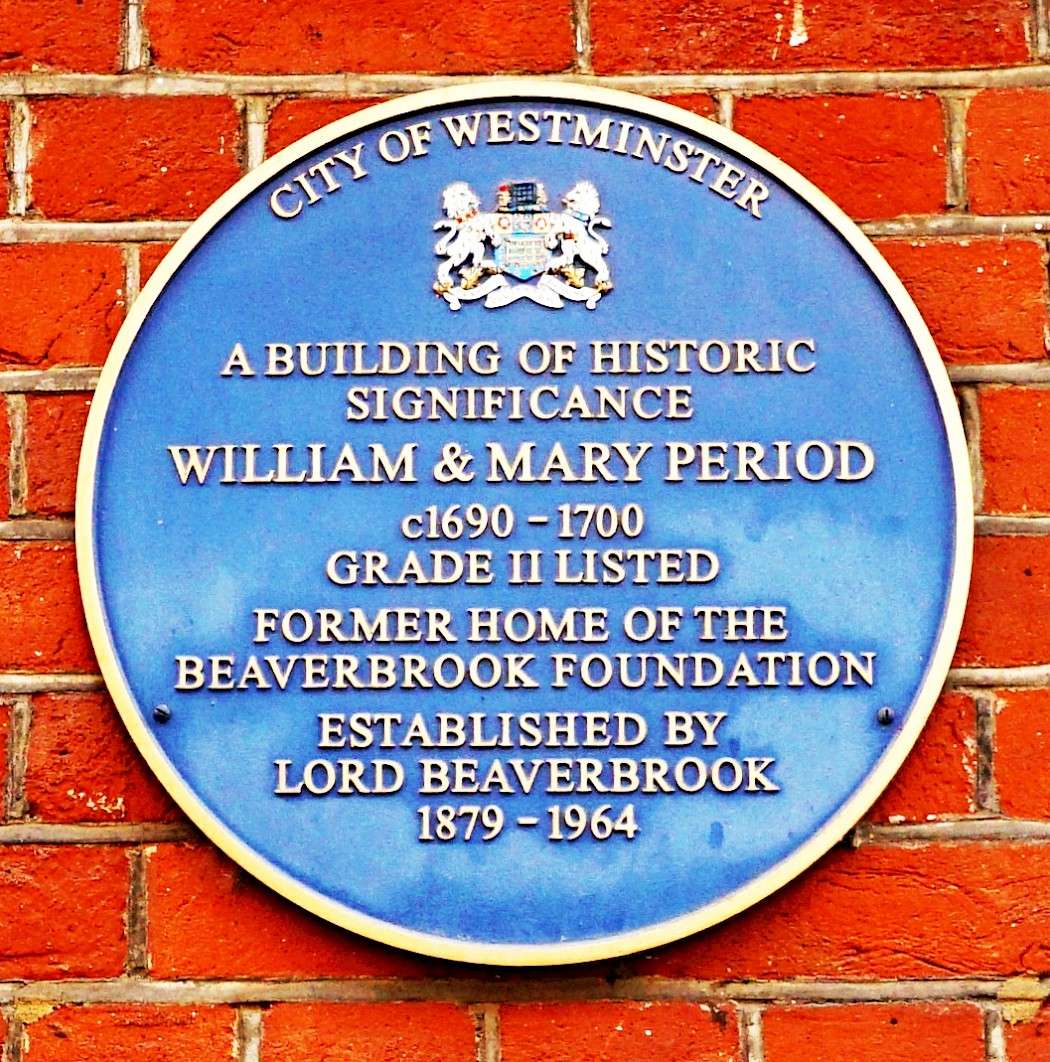 CITY OF WESTMINSTER
A BUILDING OF HISTORIC
SIGNIFICANCE
WILLIAM & MARY PERIOD
c1690 – 1700
GRADE II LISTED
FORMER HOME OF THE
BEAVERBROOK FOUNDATION
ESTABLISHED BY
LORD BEAVERBROOK
1879 – 1964